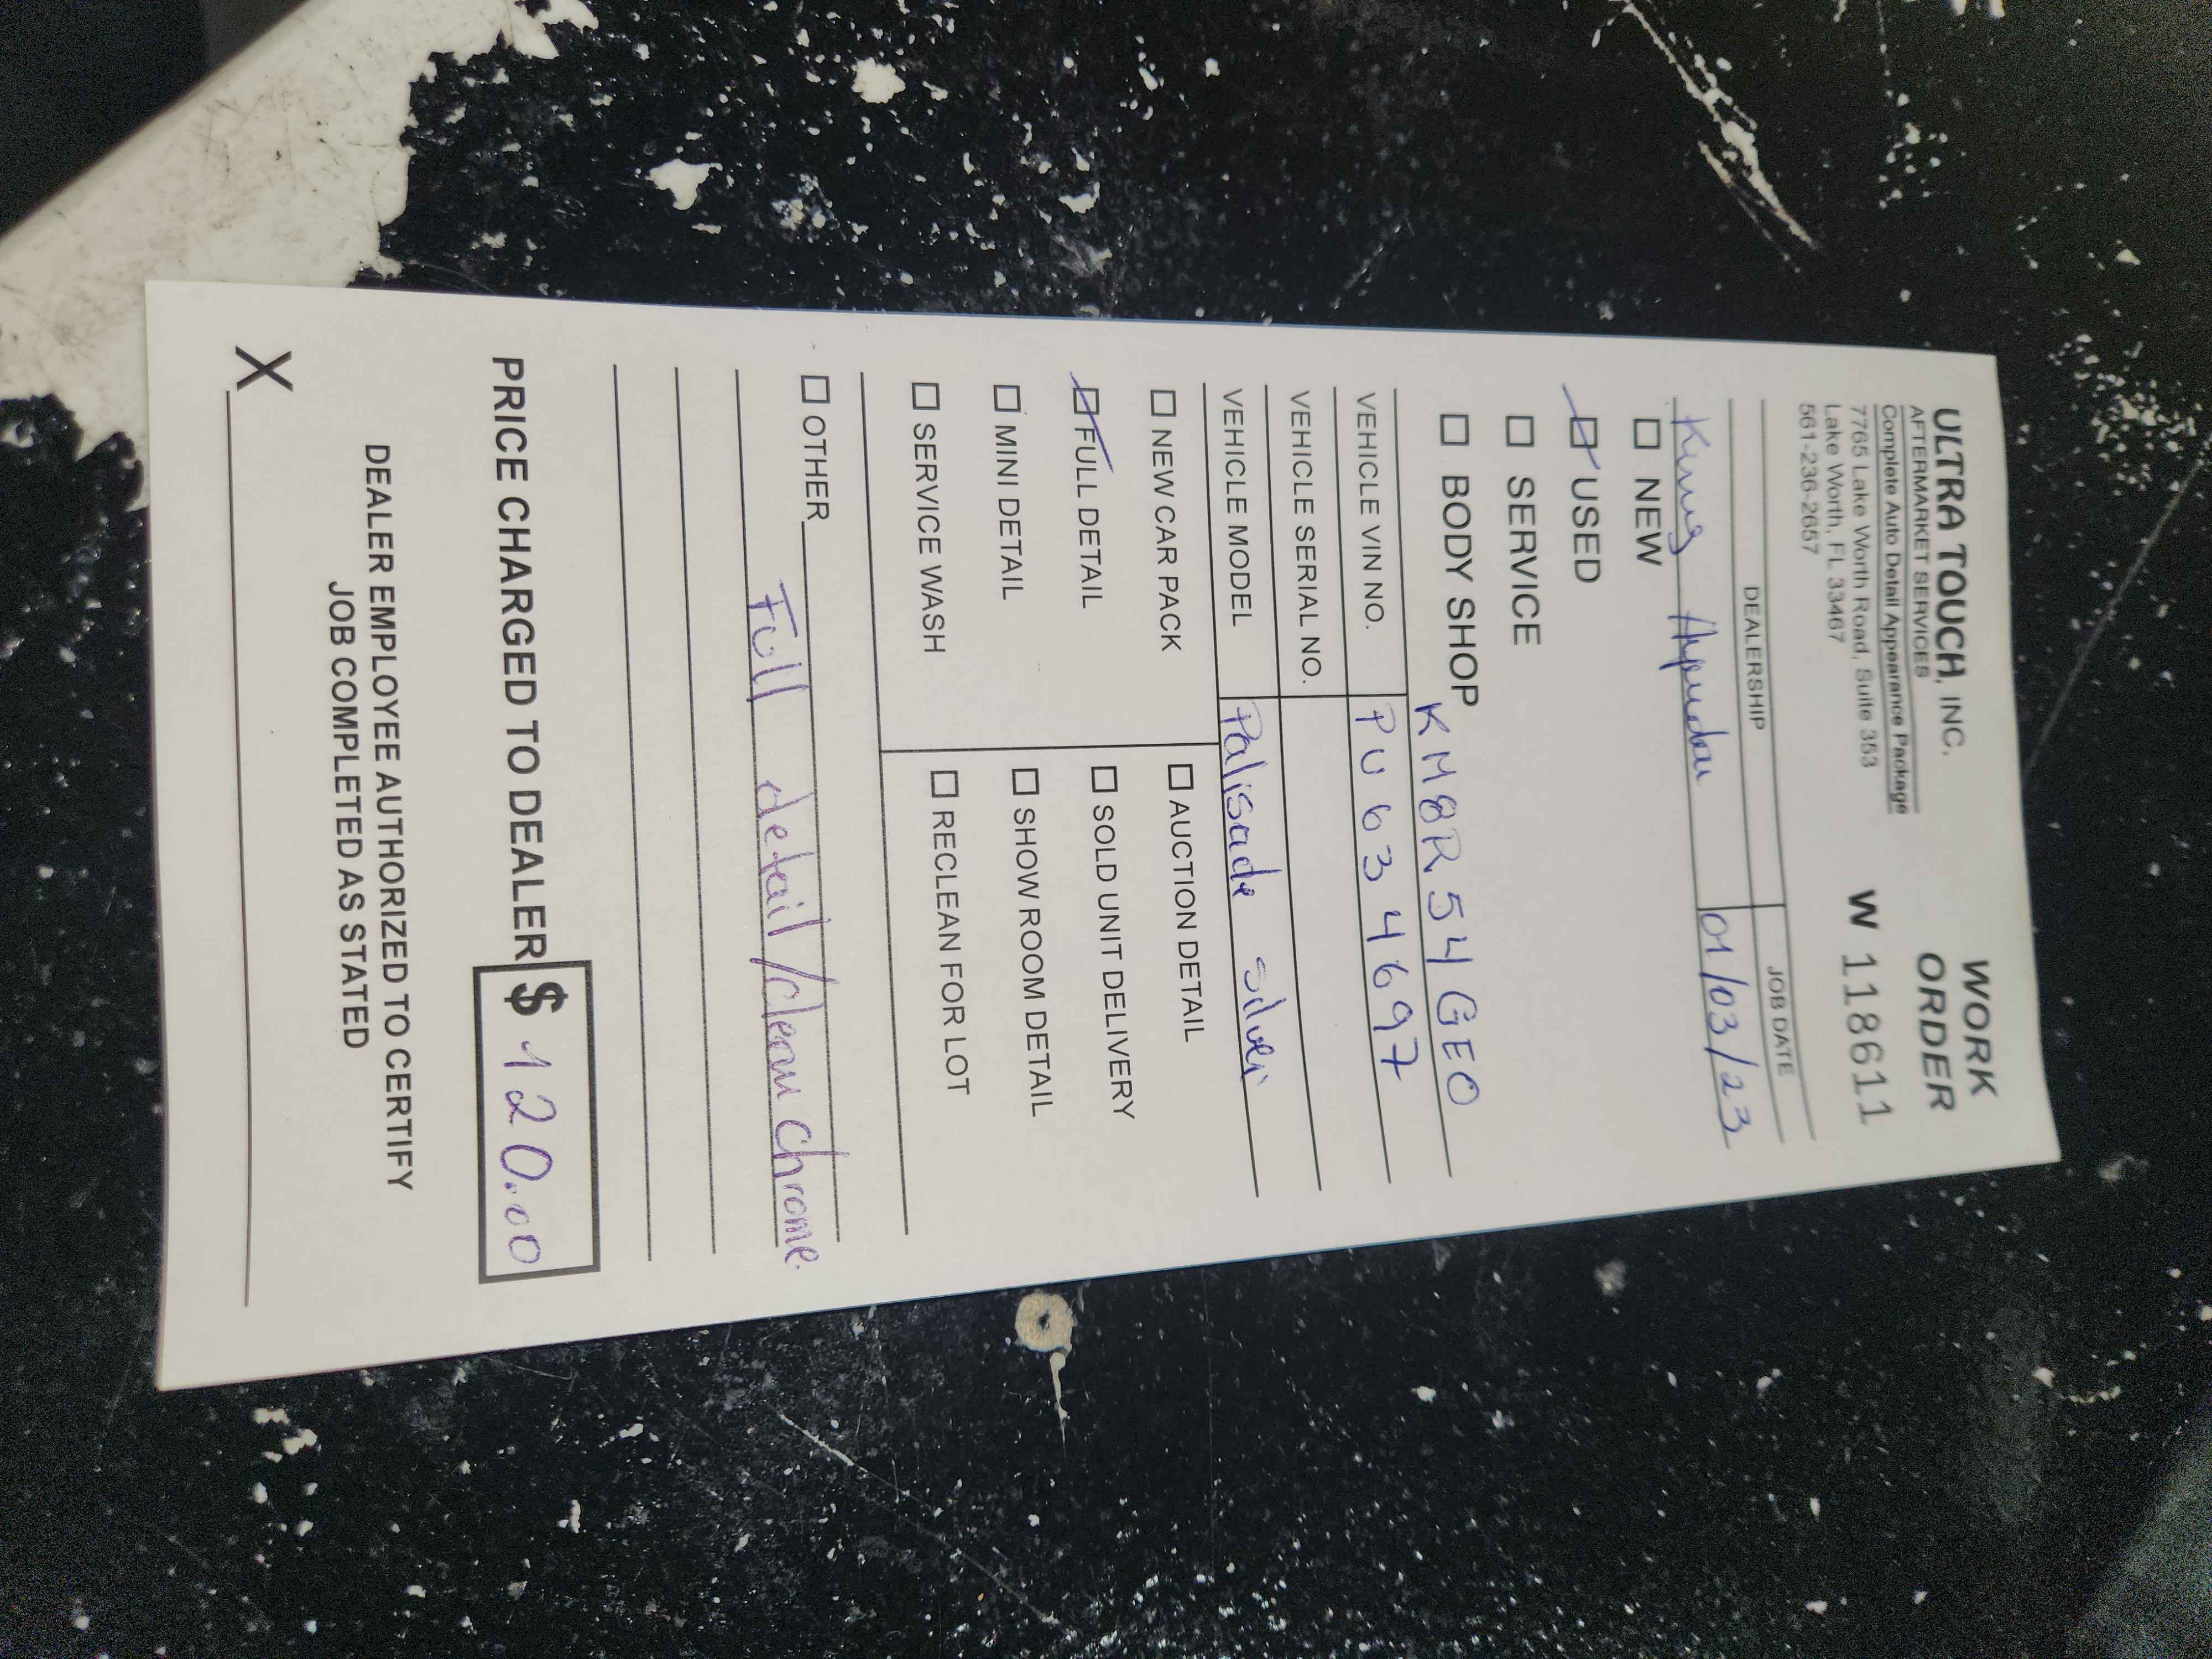 ULTRA TOUCH, INC.
AFTERMARKET SERVICES
Complete Auto Detail Appearance Package
7765 Lake Worth Road, Suite 353
Lake Worth, FL 33467
561-236-2657
WORK
ORDER
W 118611
DEALERSHIP JOB DATE
King 01/03/23
☐ NEW
☑ USED
☐ SERVICE
☐ BODY SHOP
KM8R54GE0
VEHICLE VIN NO. PU634697
VEHICLE SERIAL NO.
VEHICLE MODEL Palisade silver
☐ NEW CAR PACK ☐ AUCTION DETAIL
☑ FULL DETAIL ☐ SOLD UNIT DELIVERY
☐ MINI DETAIL ☐ SHOWROOM DETAIL
☐ SERVICE WASH ☐ RECLEAN FOR LOT
☐ OTHER
Full detail/clean chrome.
PRICE CHARGED TO DEALER $ 120.00
DEALER EMPLOYEE AUTHORIZED TO CERTIFY
JOB COMPLETED AS STATED
X